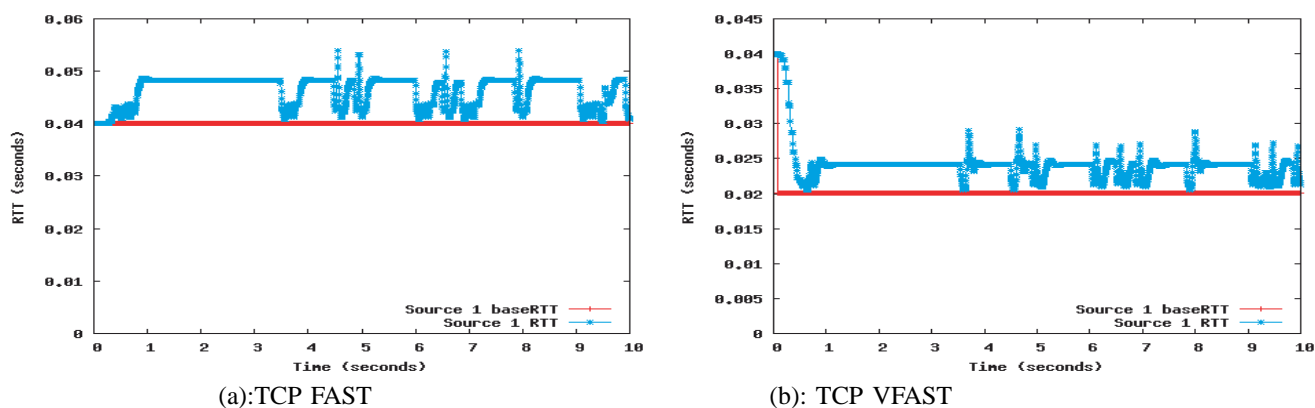 0.06
0.05
0.04
0.03
0.02
0.01
0
RTT (seconds)
Source 1 baseRTT
Source 1 RTT
0 1 2 3 4 5 6 7 8 9 10
Time (seconds)
(a):TCP FAST
0.045
0.04
0.035
0.03
0.025
0.02
0.015
0.01
0.005
0
RTT (seconds)
Source 1 baseRTT
Source 1 RTT
0 1 2 3 4 5 6 7 8 9 10
Time (seconds)
(b): TCP VFAST